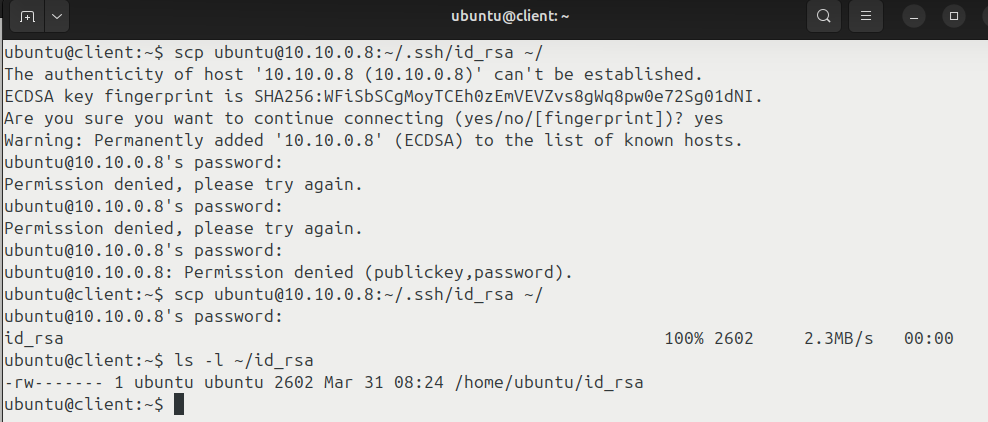 ubuntu@client: ~
ubuntu@client:~$ scp ubuntu@10.10.0.8:~/.ssh/id_rsa ~/
The authenticity of host '10.10.0.8 (10.10.0.8)' can't be established.
ECDSA key fingerprint is SHA256:WFiSbSCgMoyTCEh0zEmVEVZvs8gWq8pw0e72Sg01dNI.
Are you sure you want to continue connecting (yes/no/[fingerprint])? yes
Warning: Permanently added '10.10.0.8' (ECDSA) to the list of known hosts.
ubuntu@10.10.0.8's password:
Permission denied, please try again.
ubuntu@10.10.0.8's password:
Permission denied, please try again.
ubuntu@10.10.0.8's password:
ubuntu@10.10.0.8: Permission denied (publickey,password).
ubuntu@client:~$ scp ubuntu@10.10.0.8:~/.ssh/id_rsa ~/
ubuntu@10.10.0.8's password:
id_rsa 100% 2602 2.3MB/s 00:00
ubuntu@client:~$ ls -l ~/id_rsa
-rw------- 1 ubuntu ubuntu 2602 Mar 31 08:24 /home/ubuntu/id_rsa
ubuntu@client:~$